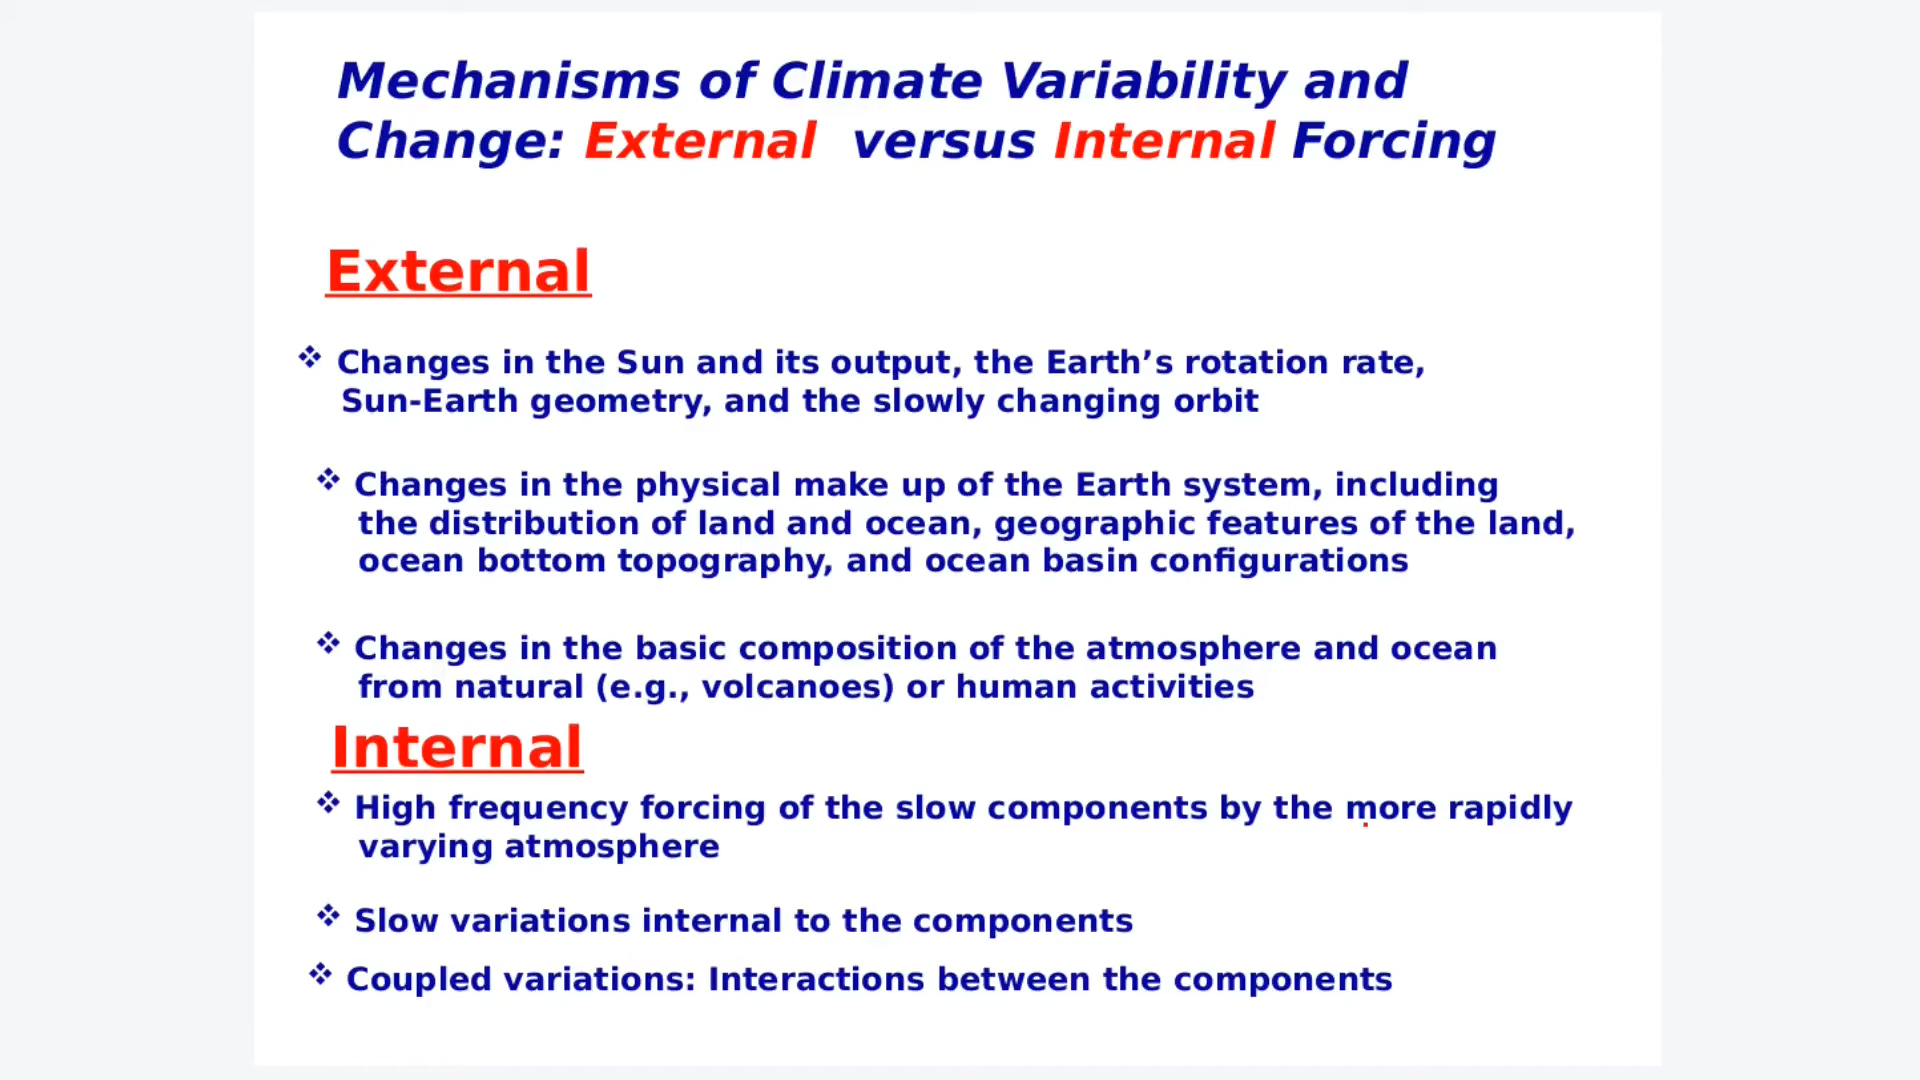 Mechanisms of Climate Variability and
Change: External versus Internal Forcing
External
❖ Changes in the Sun and its output, the Earth’s rotation rate,
Sun-Earth geometry, and the slowly changing orbit
❖ Changes in the physical make up of the Earth system, including
the distribution of land and ocean, geographic features of the land,
ocean bottom topography, and ocean basin configurations
❖ Changes in the basic composition of the atmosphere and ocean
from natural (e.g., volcanoes) or human activities
Internal
❖ High frequency forcing of the slow components by the more rapidly
varying atmosphere
❖ Slow variations internal to the components
❖ Coupled variations: Interactions between the components